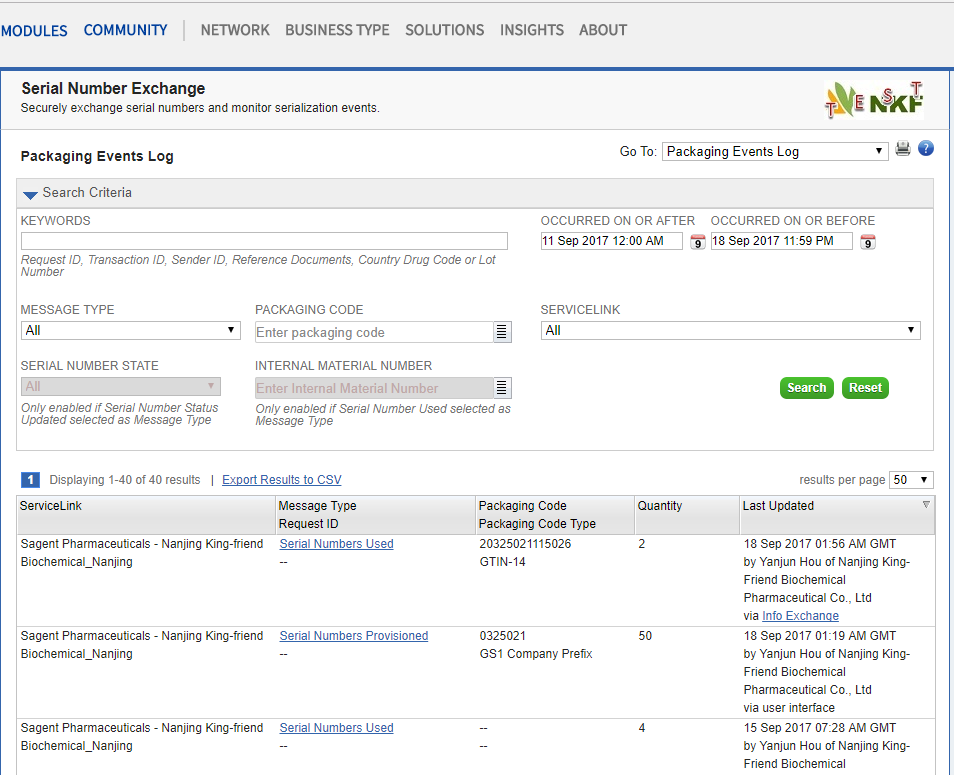 MODULES COMMUNITY NETWORK BUSINESS TYPE SOLUTIONS INSIGHTS ABOUT
Serial Number Exchange
Securely exchange serial numbers and monitor serialization events.
TEST
NKF
Packaging Events Log
Go To: Packaging Events Log
Search Criteria
KEYWORDS
OCCURRED ON OR AFTER OCCURRED ON OR BEFORE
11 Sep 2017 12:00 AM 9 18 Sep 2017 11:59 PM 9
Request ID, Transaction ID, Sender ID, Reference Documents, Country Drug Code or Lot
Number
MESSAGE TYPE PACKAGING CODE SERVICELINK
All Enter packaging code All
SERIAL NUMBER STATE INTERNAL MATERIAL NUMBER
All Enter Internal Material Number Search Reset
Only enabled if Serial Number Status
Updated selected as Message Type
Only enabled if Serial Number Used selected as
Message Type
1 Displaying 1-40 of 40 results | Export Results to CSV results per page 50
ServiceLink Message Type Packaging Code Quantity Last Updated
Request ID Packaging Code Type
Sagent Pharmaceuticals - Nanjing King-friend Serial Numbers Used 20325021115026 2 18 Sep 2017 01:56 AM GMT
Biochemical_Nanjing -- GTIN-14 by Yanjun Hou of Nanjing King-
Friend Biochemical
Pharmaceutical Co., Ltd
via Info Exchange
Sagent Pharmaceuticals - Nanjing King-friend Serial Numbers Provisioned 0325021 50 18 Sep 2017 01:19 AM GMT
Biochemical_Nanjing -- GS1 Company Prefix by Yanjun Hou of Nanjing King-
Friend Biochemical
Pharmaceutical Co., Ltd
via user interface
Sagent Pharmaceuticals - Nanjing King-friend Serial Numbers Used -- 4 15 Sep 2017 07:28 AM GMT
Biochemical_Nanjing -- -- by Yanjun Hou of Nanjing King-
Friend Biochemical